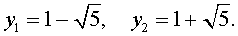 y₁ = 1 − √5, y₂ = 1 + √5.